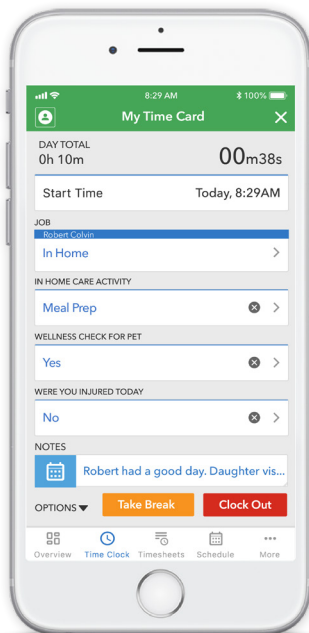 8:29 AM
100%
My Time Card
DAY TOTAL
0h 10m
00m38s
Start Time
Today, 8:29AM
JOB
Robert Colvin
In Home
IN HOME CARE ACTIVITY
Meal Prep
WELLNESS CHECK FOR PET
Yes
WERE YOU INJURED TODAY
No
NOTES
Robert had a good day. Daughter vis...
OPTIONS
Take Break
Clock Out
Overview
Time Clock
Timesheets
Schedule
More